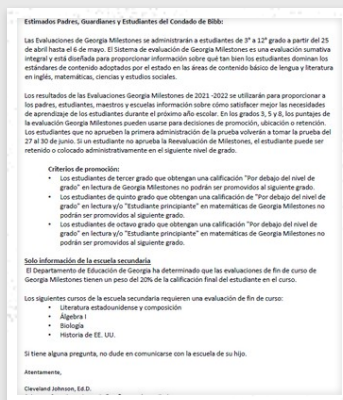 Estimados Padres, Guardianes y Estudiantes del Condado de Bibb:
Las Evaluaciones de Georgia Milestones se administrarán a estudiantes de 3° a 12° grado a partir del 25
de abril hasta el 6 de mayo. El Sistema de evaluación de Georgia Milestones es una evaluación sumativa
integral y está diseñada para proporcionar información sobre qué tan bien los estudiantes dominan los
estándares de contenido adoptados por el estado en las áreas de contenido básico de lengua y literatura
en inglés, matemáticas, ciencias y estudios sociales.
Los resultados de las Evaluaciones Georgia Milestones de 2021 -2022 se utilizarán para proporcionar a
los padres, estudiantes, maestros y escuelas información sobre cómo satisfacer mejor las necesidades
de aprendizaje de los estudiantes durante el próximo año escolar. En los grados 3, 5 y 8, los puntajes de
la evaluación Georgia Milestones pueden usarse para decisiones de promoción, ubicación o retención.
Los estudiantes que no aprueben la primera administración de la prueba volverán a tomar la prueba del
27 al 30 de junio. Si un estudiante no aprueba la Reevaluación de Milestones, el estudiante puede ser
retenido o colocado administrativamente en el siguiente nivel de grado.
Criterios de promoción:
• Los estudiantes de tercer grado que obtengan una calificación "Por debajo del nivel de
grado" en lectura de Georgia Milestones no podrán ser promovidos al siguiente grado.
• Los estudiantes de quinto grado que obtengan una calificación de "Por debajo del nivel de
grado" en lectura y/o "Estudiante principiante" en matemáticas de Georgia Milestones no
podrán ser promovidos al siguiente grado.
• Los estudiantes de octavo grado que obtengan una calificación "Por debajo del nivel de
grado" en lectura y/o "Estudiante principiante" en matemáticas de Georgia Milestones no
podrán ser promovidos al siguiente grado.
Solo información de la escuela secundaria
El Departamento de Educación de Georgia ha determinado que las evaluaciones de fin de curso de
Georgia Milestones tienen un peso del 20% de la calificación final del estudiante en el curso.
Los siguientes cursos de la escuela secundaria requieren una evaluación de fin de curso:
• Literatura estadounidense y composición
• Álgebra I
• Biología
• Historia de EE. UU.
Si tiene alguna pregunta, no dude en comunicarse con la escuela de su hijo.
Atentamente,
Cleveland Johnson, Ed.D.